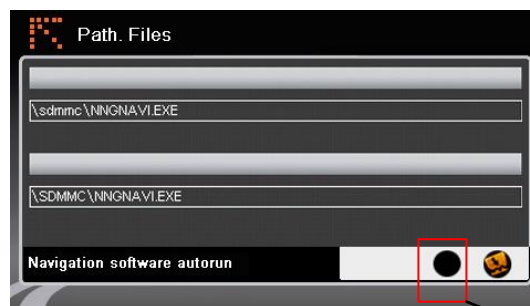 Path. Files
\sdmmc\NNGNAVI.EXE
\SDMMC\NNGNAVI.EXE
Navigation software autorun